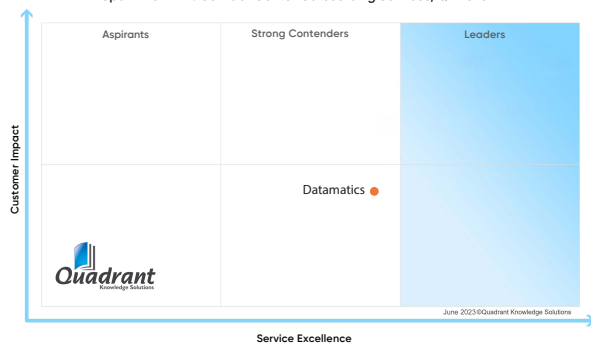 Aspirants
Strong Contenders
Leaders
Customer Impact
Datamatics
Quadrant
Knowledge Solutions
June 2023 ©Quadrant Knowledge Solutions
Service Excellence